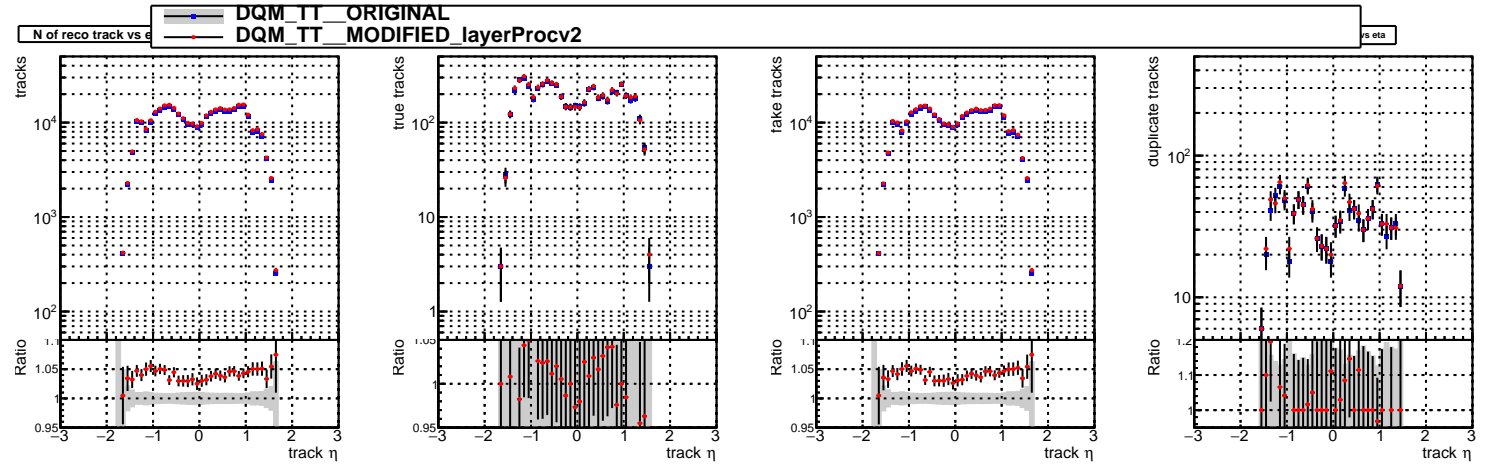 DQM_TT__ORIGINAL
DQM_TT__MODIFIED_layerProcv2
N of reco track vs e
vs eta
tracks
10⁴
10³
10²
Ratio
1.1
1.05
1
0.95
−3 −2 −1 0 1 2 3
track η
true tracks
10²
10
1
Ratio
1.05
1
0.95
−3 −2 −1 0 1 2 3
track η
fake tracks
10⁴
10³
10²
Ratio
1.1
1.05
1
0.95
−3 −2 −1 0 1 2 3
track η
duplicate tracks
10²
10
Ratio
1.2
1.1
1
−3 −2 −1 0 1 2 3
track η